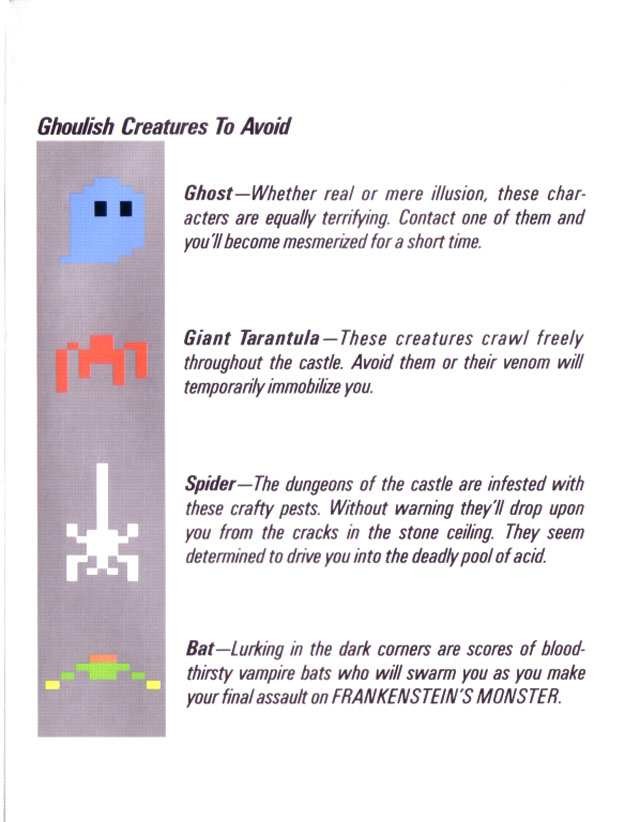 Ghoulish Creatures To Avoid
Ghost—Whether real or mere illusion, these char-
acters are equally terrifying. Contact one of them and
you'll become mesmerized for a short time.
Giant Tarantula—These creatures crawl freely
throughout the castle. Avoid them or their venom will
temporarily immobilize you.
Spider—The dungeons of the castle are infested with
these crafty pests. Without warning they'll drop upon
you from the cracks in the stone ceiling. They seem
determined to drive you into the deadly pool of acid.
Bat—Lurking in the dark corners are scores of blood-
thirsty vampire bats who will swarm you as you make
your final assault on FRANKENSTEIN'S MONSTER.